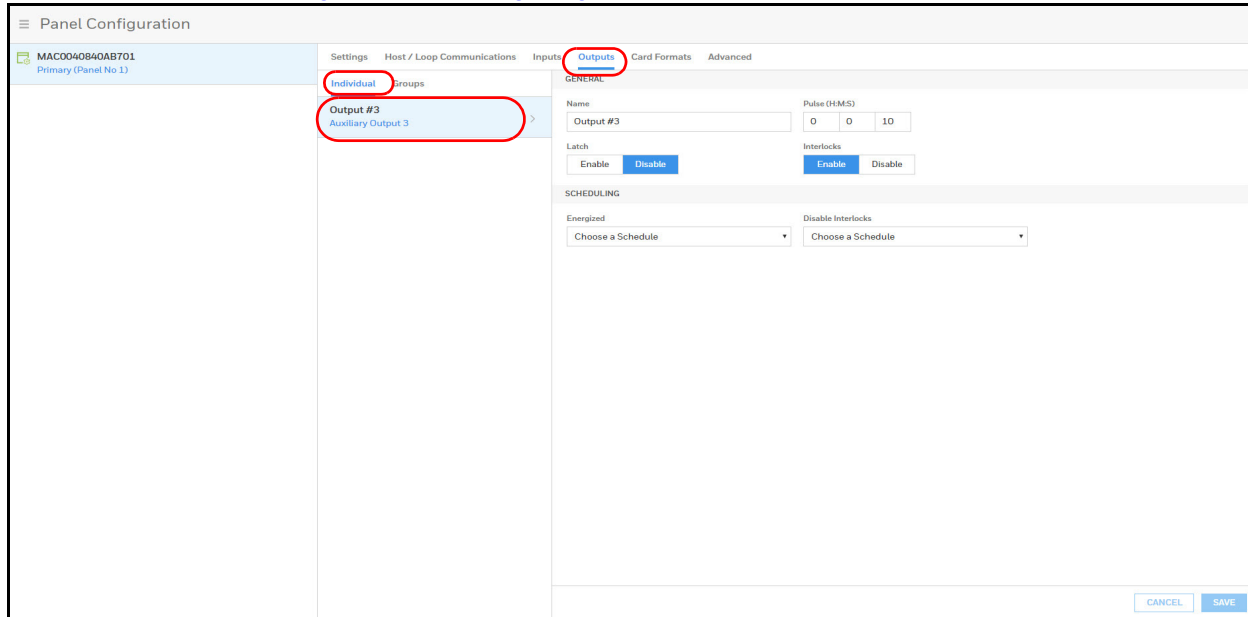 Panel Configuration
MAC0040840AB701
Primary (Panel No 1)
Settings Host / Loop Communications Inputs Outputs Card Formats Advanced
Individual Groups
Output #3
Auxiliary Output 3
GENERAL
Name
Output #3
Pulse (H:M:S)
0 0 10
Latch
Enable Disable
Interlocks
Enable Disable
SCHEDULING
Energized
Choose a Schedule
Disable Interlocks
Choose a Schedule
CANCEL SAVE